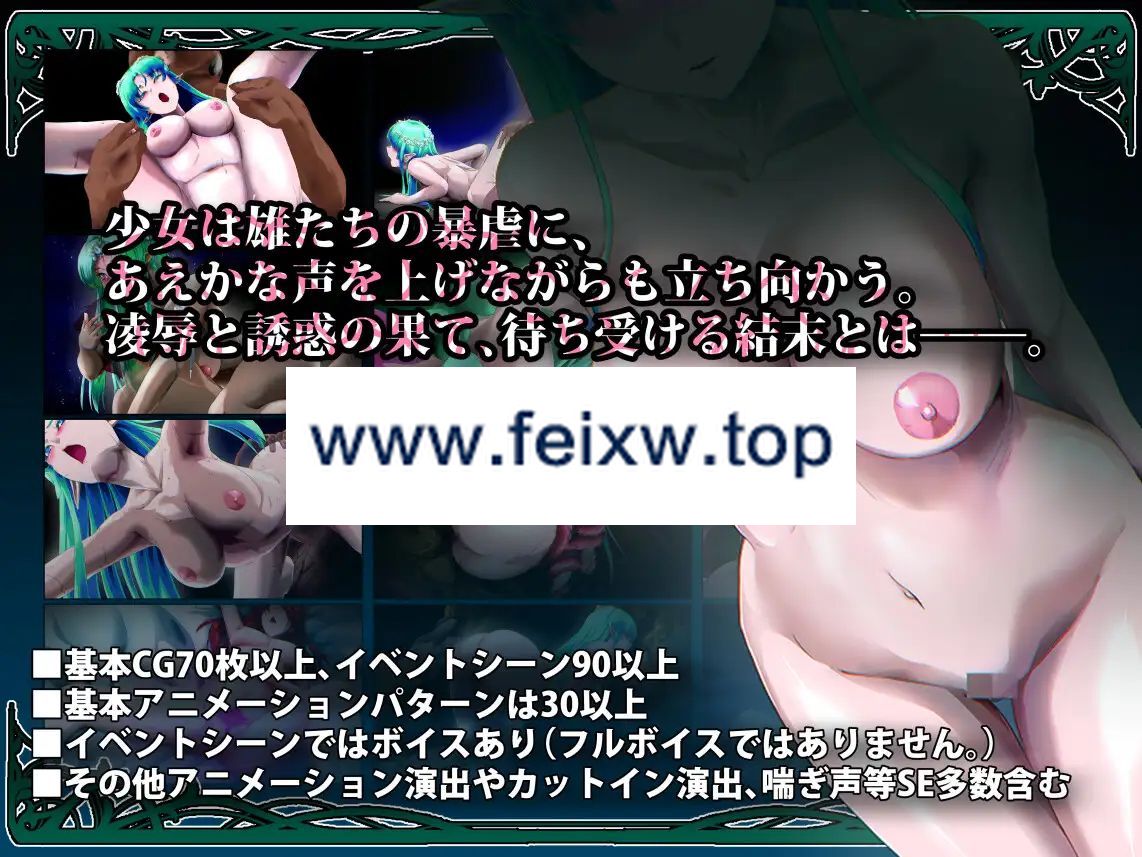 少女は雄たちの暴虐に、
あえかな声を上げながらも立ち向かう。
凌辱と誘惑の果て、待ち受ける結末とは――。
www.feixw.top
■基本CG70枚以上、イベントシーン90以上
■基本アニメーションパターンは30以上
■イベントシーンではボイスあり（フルボイスではありません。）
■その他アニメーション演出やカットイン演出、喘ぎ声等SE多数含む